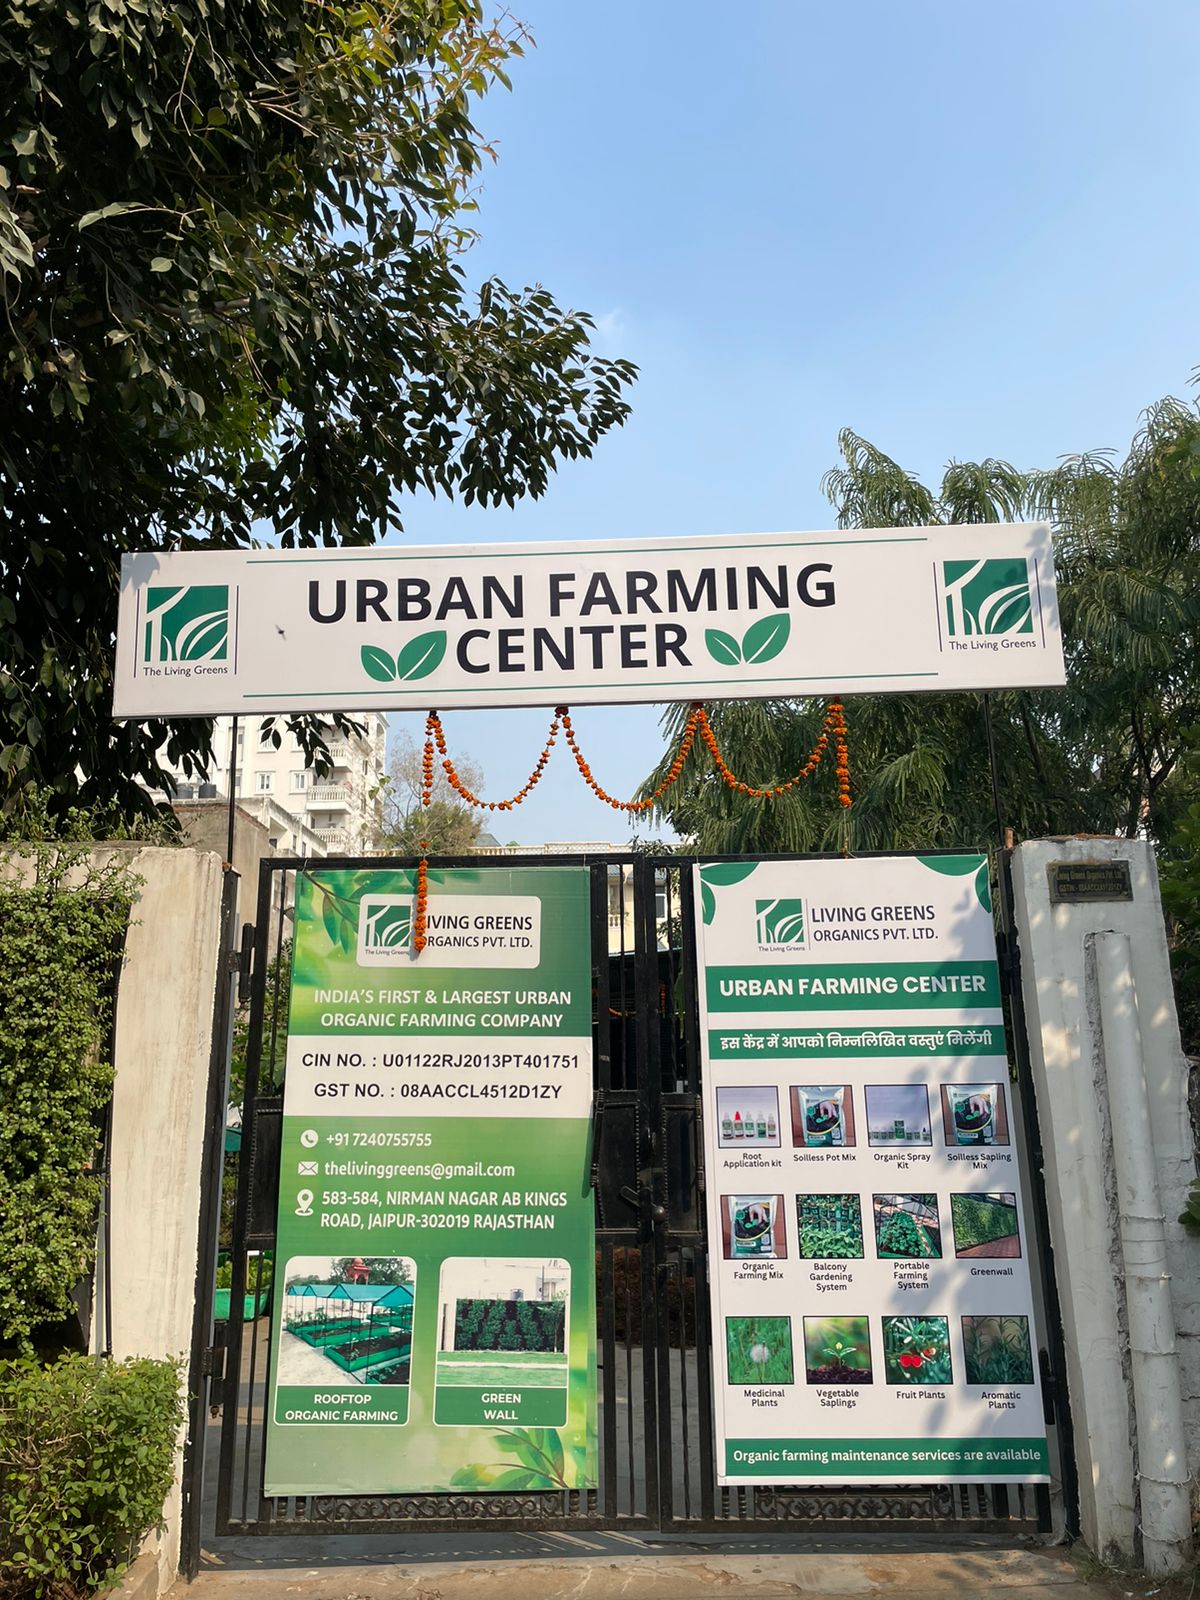 URBAN FARMING
CENTER
The Living Greens
The Living Greens
The Living Greens
IVING GREENS
RGANICS PVT. LTD.
INDIA'S FIRST & LARGEST URBAN
ORGANIC FARMING COMPANY
CIN NO. : U01122RJ2013PT401751
GST NO. : 08AACCL4512D1ZY
+91 7240755755
thelivinggreens@gmail.com
583-584, NIRMAN NAGAR AB KINGS
ROAD, JAIPUR-302019 RAJASTHAN
ROOFTOP
ORGANIC FARMING
GREEN
WALL
The Living Greens
LIVING GREENS
ORGANICS PVT. LTD.
URBAN FARMING CENTER
इस केंद्र में आपको निम्नलिखित वस्तुएं मिलेंगी
Root
Application kit
Soilless Pot Mix
Organic Spray
Kit
Soilless Sapling
Mix
Organic
Farming Mix
Balcony
Gardening
System
Portable
Farming
System
Greenwall
Medicinal
Plants
Vegetable
Saplings
Fruit Plants
Aromatic
Plants
Organic farming maintenance services are available
Living Greens Organics Pvt. Ltd.